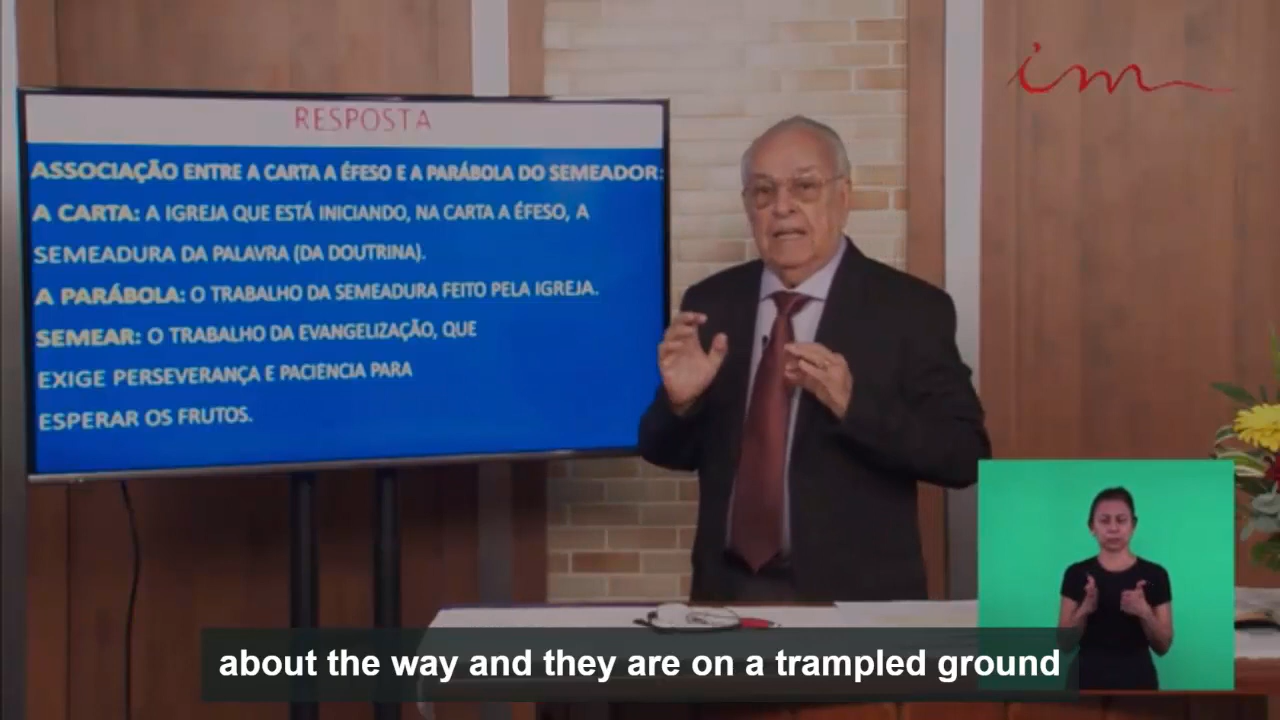 im
RESPOSTA
ASSOCIAÇÃO ENTRE A CARTA A ÉFESO E A PARÁBOLA DO SEMEADOR:
A CARTA: A IGREJA QUE ESTÁ INICIANDO, NA CARTA A ÉFESO, A
SEMEADURA DA PALAVRA (DA DOUTRINA).
A PARÁBOLA: O TRABALHO DA SEMEADURA FEITO PELA IGREJA.
SEMEAR: O TRABALHO DA EVANGELIZAÇÃO, QUE
EXIGE PERSEVERANÇA E PACIENCIA PARA
ESPERAR OS FRUTOS.
about the way and they are on a trampled ground